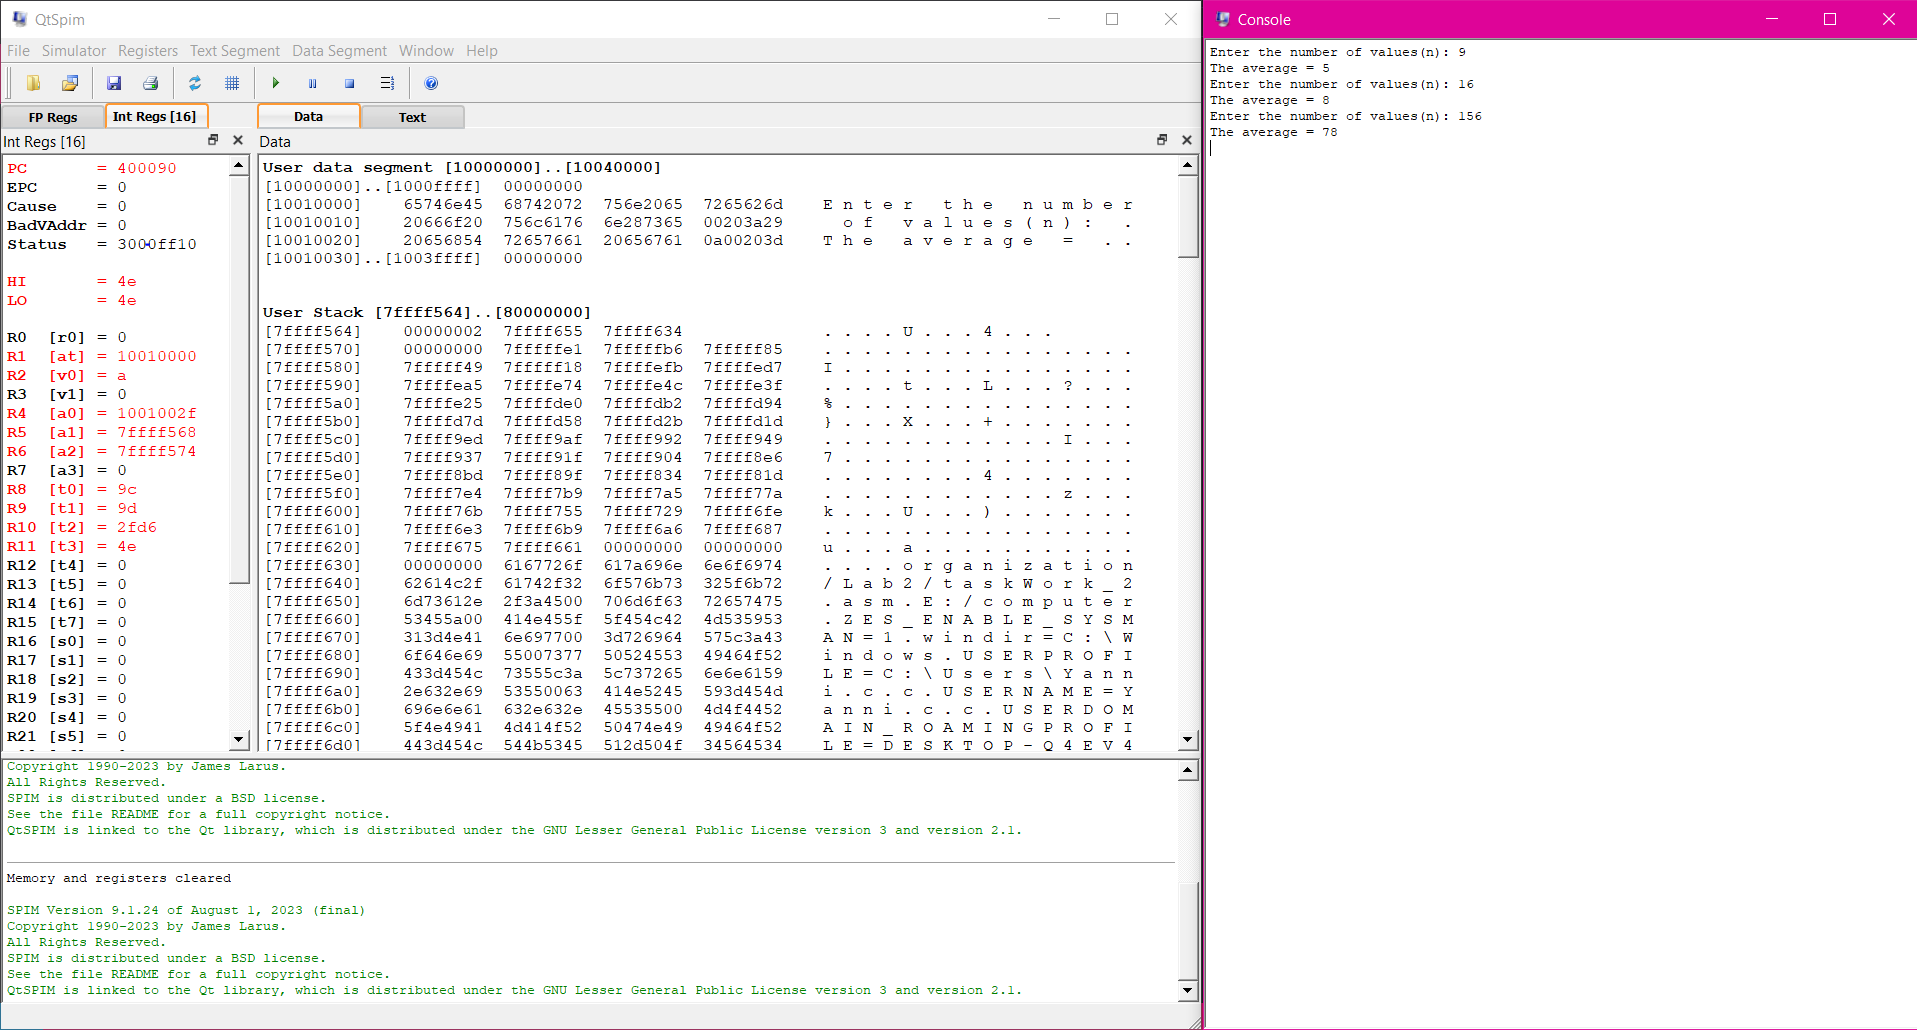 QtSpim
File Simulator Registers Text Segment Data Segment Window Help
FP Regs Int Regs [16] Data Text
Int Regs [16]
PC = 400090
EPC = 0
Cause = 0
BadVAddr = 0
Status = 3000ff10
HI = 4e
LO = 4e
R0 [r0] = 0
R1 [at] = 10010000
R2 [v0] = a
R3 [v1] = 0
R4 [a0] = 1001002f
R5 [a1] = 7ffff568
R6 [a2] = 7ffff574
R7 [a3] = 0
R8 [t0] = 9c
R9 [t1] = 9d
R10 [t2] = 2fd6
R11 [t3] = 4e
R12 [t4] = 0
R13 [t5] = 0
R14 [t6] = 0
R15 [t7] = 0
R16 [s0] = 0
R17 [s1] = 0
R18 [s2] = 0
R19 [s3] = 0
R20 [s4] = 0
R21 [s5] = 0
Data
User data segment [10000000]..[10040000]
[10000000]..[1000ffff] 00000000
[10010000] 65746e45 68742072 756e2065 7265626d E n t e r t h e n u m b e r
[10010010] 20666f20 756c6176 6e287365 00203a29 o f v a l u e s ( n ) : .
[10010020] 20656854 72657661 20656761 0a00203d T h e a v e r a g e = . .
[10010030]..[1003ffff] 00000000
User Stack [7ffff564]..[80000000]
[7ffff564] 00000002 7ffff655 7ffff634 . . . . U . . . 4 . . .
[7ffff570] 00000000 7fffffe1 7fffffb6 7fffff85 . . . . . . . . . . . . . . . .
[7ffff580] 7fffff49 7fffff18 7ffffefb 7ffffed7 I . . . . . . . . . . . . . . .
[7ffff590] 7ffffea5 7ffffe74 7ffffe4c 7ffffe3f . . . . t . . . L . . . ? . . .
[7ffff5a0] 7ffffe25 7ffffde0 7ffffdb2 7ffffd94 % . . . . . . . . . . . . . . .
[7ffff5b0] 7ffffd7d 7ffffd58 7ffffd2b 7ffffd1d } . . . X . . . + . . . . . . .
[7ffff5c0] 7ffff9ed 7ffff9af 7ffff992 7ffff949 . . . . . . . . . . . . I . . .
[7ffff5d0] 7ffff937 7ffff91f 7ffff904 7ffff8e6 7 . . . . . . . . . . . . . . .
[7ffff5e0] 7ffff8bd 7ffff89f 7ffff834 7ffff81d . . . . . . . . 4 . . . . . . .
[7ffff5f0] 7ffff7e4 7ffff7b9 7ffff7a5 7ffff77a . . . . . . . . . . . . z . . .
[7ffff600] 7ffff76b 7ffff755 7ffff729 7ffff6fe k . . . U . . . ) . . . . . . .
[7ffff610] 7ffff6e3 7ffff6b9 7ffff6a6 7ffff687 . . . . . . . . . . . . . . . .
[7ffff620] 7ffff675 7ffff661 00000000 00000000 u . . . a . . . . . . . . . . .
[7ffff630] 00000000 6167726f 617a696e 6e6f6974 . . . . o r g a n i z a t i o n
[7ffff640] 62614c2f 61742f32 6f576b73 325f6b72 / L a b 2 / t a s k W o r k _ 2
[7ffff650] 6d73612e 2f3a4500 706d6f63 72657475 . a s m . E : / c o m p u t e r
[7ffff660] 53455a00 414e455f 5f454c42 4d535953 . Z E S _ E N A B L E _ S Y S M
[7ffff670] 313d4e41 6e697700 3d726964 575c3a43 A N = 1 . w i n d i r = C : \ W
[7ffff680] 6f646e69 55007377 50524553 49464f52 i n d o w s . U S E R P R O F I
[7ffff690] 433d454c 73555c3a 5c737265 6e6e6159 L E = C : \ U s e r s \ Y a n n
[7ffff6a0] 2e632e69 53550063 414e5245 593d454d i . c . c . U S E R N A M E = Y
[7ffff6b0] 696e6e61 632e632e 45535500 4d4f4452 a n n i . c . c . U S E R D O M
[7ffff6c0] 5f4e4941 4d414f52 50474e49 49464f52 A I N _ R O A M I N G P R O F I
[7ffff6d0] 443d454c 544b5345 512d504f 34564534 L E = D E S K T O P - Q 4 E V 4
Copyright 1990-2023 by James Larus.
All Rights Reserved.
SPIM is distributed under a BSD license.
See the file README for a full copyright notice.
QtSPIM is linked to the Qt library, which is distributed under the GNU Lesser General Public License version 3 and version 2.1.
Memory and registers cleared
SPIM Version 9.1.24 of August 1, 2023 (final)
Copyright 1990-2023 by James Larus.
All Rights Reserved.
SPIM is distributed under a BSD license.
See the file README for a full copyright notice.
QtSPIM is linked to the Qt library, which is distributed under the GNU Lesser General Public License version 3 and version 2.1.
Console
Enter the number of values(n): 9
The average = 5
Enter the number of values(n): 16
The average = 8
Enter the number of values(n): 156
The average = 78